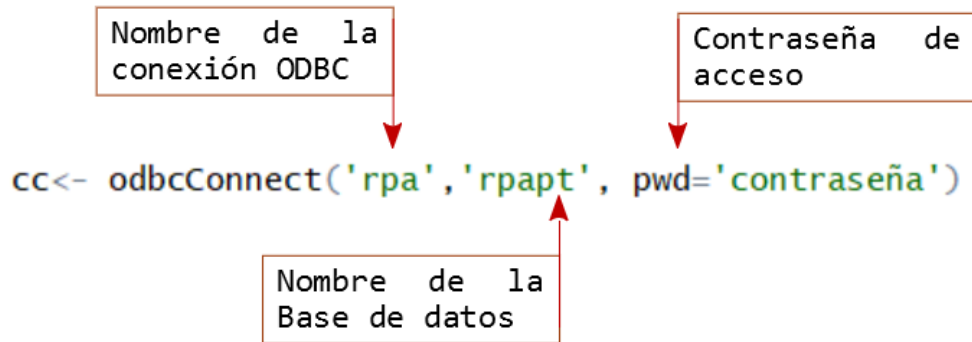 Nombre de la
conexión ODBC
Contraseña de
acceso
cc<- odbcConnect('rpa','rpapt', pwd='contraseña')
Nombre de la
Base de datos